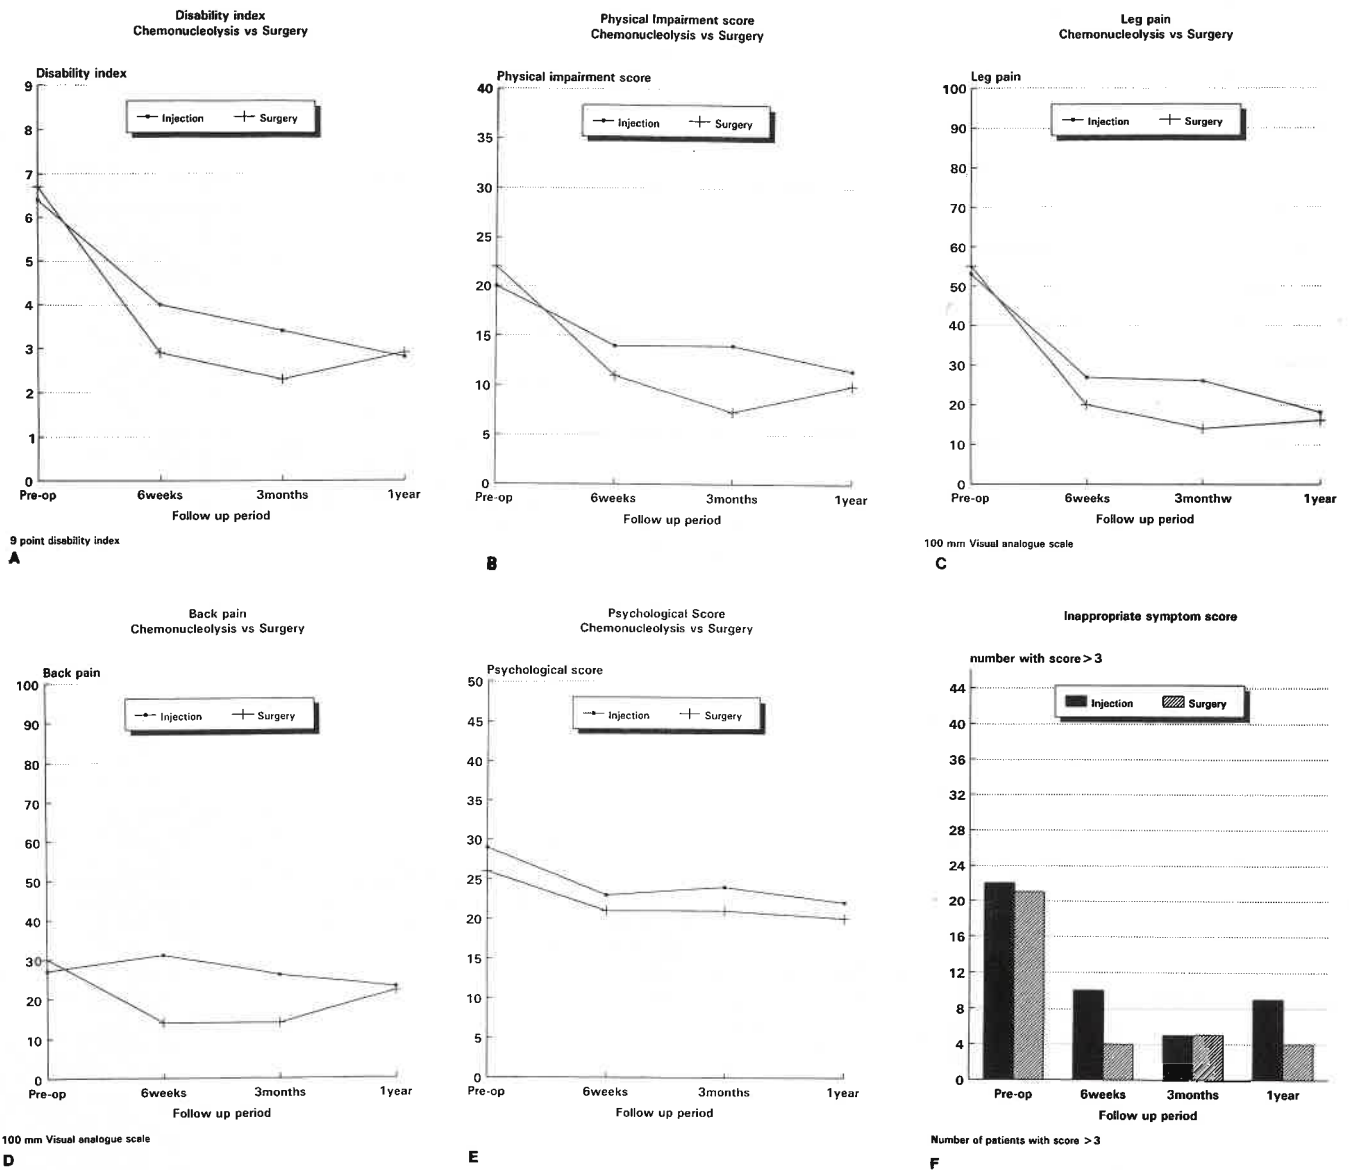 Disability index
Chemonucleolysis vs Surgery
Disability index
9
8
7
6
5
4
3
2
1
0
Injection
Surgery
Pre-op
6weeks
3months
1year
Follow up period
9 point disability index
A
Physical Impairment score
Chemonucleolysis vs Surgery
Physical impairment score
40
35
30
25
20
15
10
5
0
Injection
Surgery
Pre-op
6weeks
3months
1year
Follow up period
B
Leg pain
Chemonucleolysis vs Surgery
Leg pain
100
90
80
70
60
50
40
30
20
10
0
Injection
Surgery
Pre-op
6weeks
3monthw
1year
Follow up period
100 mm Visual analogue scale
C
Back pain
Chemonucleolysis vs Surgery
Back pain
100
90
80
70
60
50
40
30
20
10
0
Injection
Surgery
Pre-op
6weeks
3months
1year
Follow up period
100 mm Visual analogue scale
D
Psychological Score
Chemonucleolysis vs Surgery
Psychological score
50
45
40
35
30
25
20
15
10
5
0
Injection
Surgery
Pre-op
6weeks
3months
1year
Follow up period
E
Inappropriate symptom score
number with score > 3
44
40
36
32
28
24
20
16
12
8
4
0
Injection
Surgery
Pre-op
6weeks
3months
1year
Follow up period
Number of patients with score > 3
F